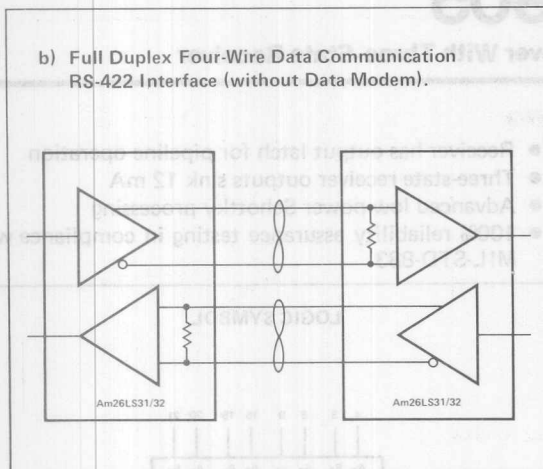 b) Full Duplex Four-Wire Data Communication
RS-422 Interface (without Data Modem).
• Receiver has output latch for pipeline operation
• Three-state receiver outputs sink 12 mA
• Advanced low-power Schottky processing
• 100% reliability assurance testing in compliance w
MIL-STD-883
LOGIC SYMBOL
Am26LS31/32
Am26LS31/32